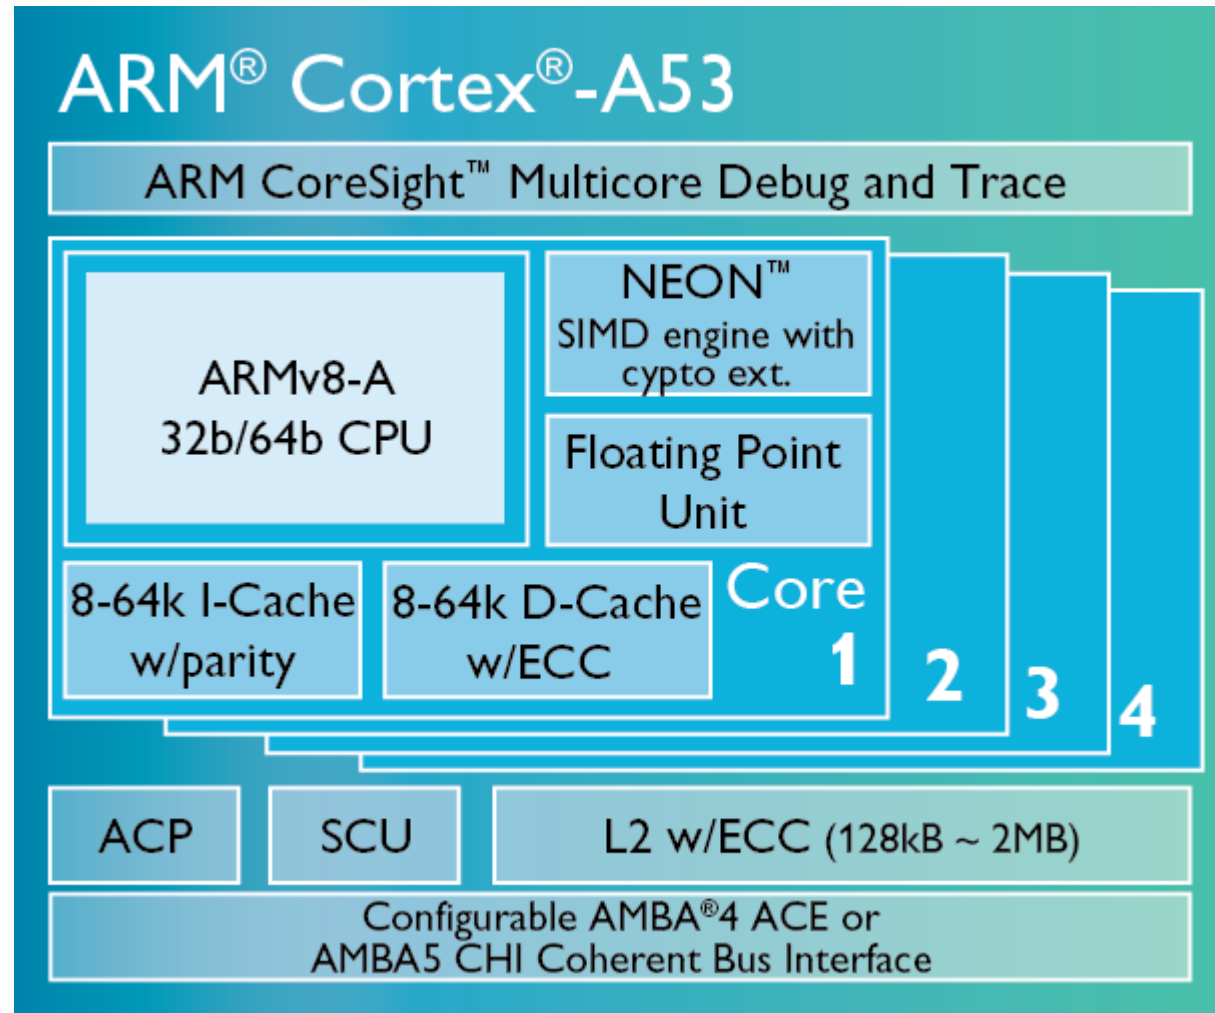 ARM® Cortex®-A53
ARM CoreSight™ Multicore Debug and Trace
ARMv8-A
32b/64b CPU
NEON™
SIMD engine with
cypto ext.
Floating Point
Unit
8-64k I-Cache
w/parity
8-64k D-Cache
w/ECC
Core
1
2
3
4
ACP
SCU
L2 w/ECC (128kB ~ 2MB)
Configurable AMBA®4 ACE or
AMBA5 CHI Coherent Bus Interface